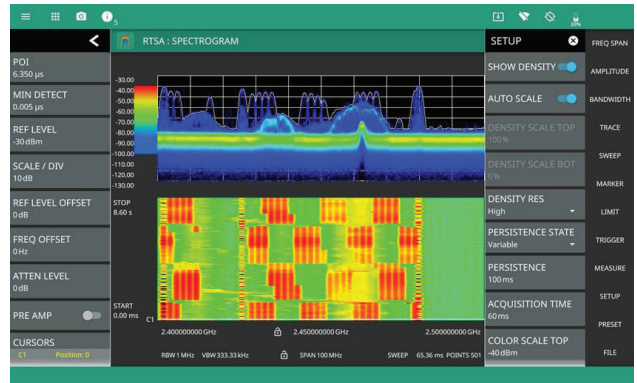 5
39%
RTSA : SPECTROGRAM
POI
6.350 µs
MIN DETECT
0.005 µs
REF LEVEL
-30 dBm
SCALE / DIV
10 dB
REF LEVEL OFFSET
0 dB
FREQ OFFSET
0 Hz
ATTEN LEVEL
0 dB
PRE AMP
CURSORS
C1 Position: 0
-30.00
-40.00
-50.00
-60.00
-70.00
-80.00
-90.00
-100.00
-110.00
-120.00
-130.00
STOP
8.60 s
START
0.00 ms
C1
2.400000000 GHz 2.450000000 GHz 2.500000000 GHz
RBW 1 MHz VBW 333.33 kHz SPAN 100 MHz SWEEP 65.36 ms POINTS 501
SETUP
SHOW DENSITY
AUTO SCALE
DENSITY SCALE TOP
100%
DENSITY SCALE BOT
0%
DENSITY RES
High
PERSISTENCE STATE
Variable
PERSISTENCE
100 ms
ACQUISITION TIME
60 ms
COLOR SCALE TOP
-40 dBm
FREQ SPAN
AMPLITUDE
BANDWIDTH
TRACE
SWEEP
MARKER
LIMIT
TRIGGER
MEASURE
SETUP
PRESET
FILE